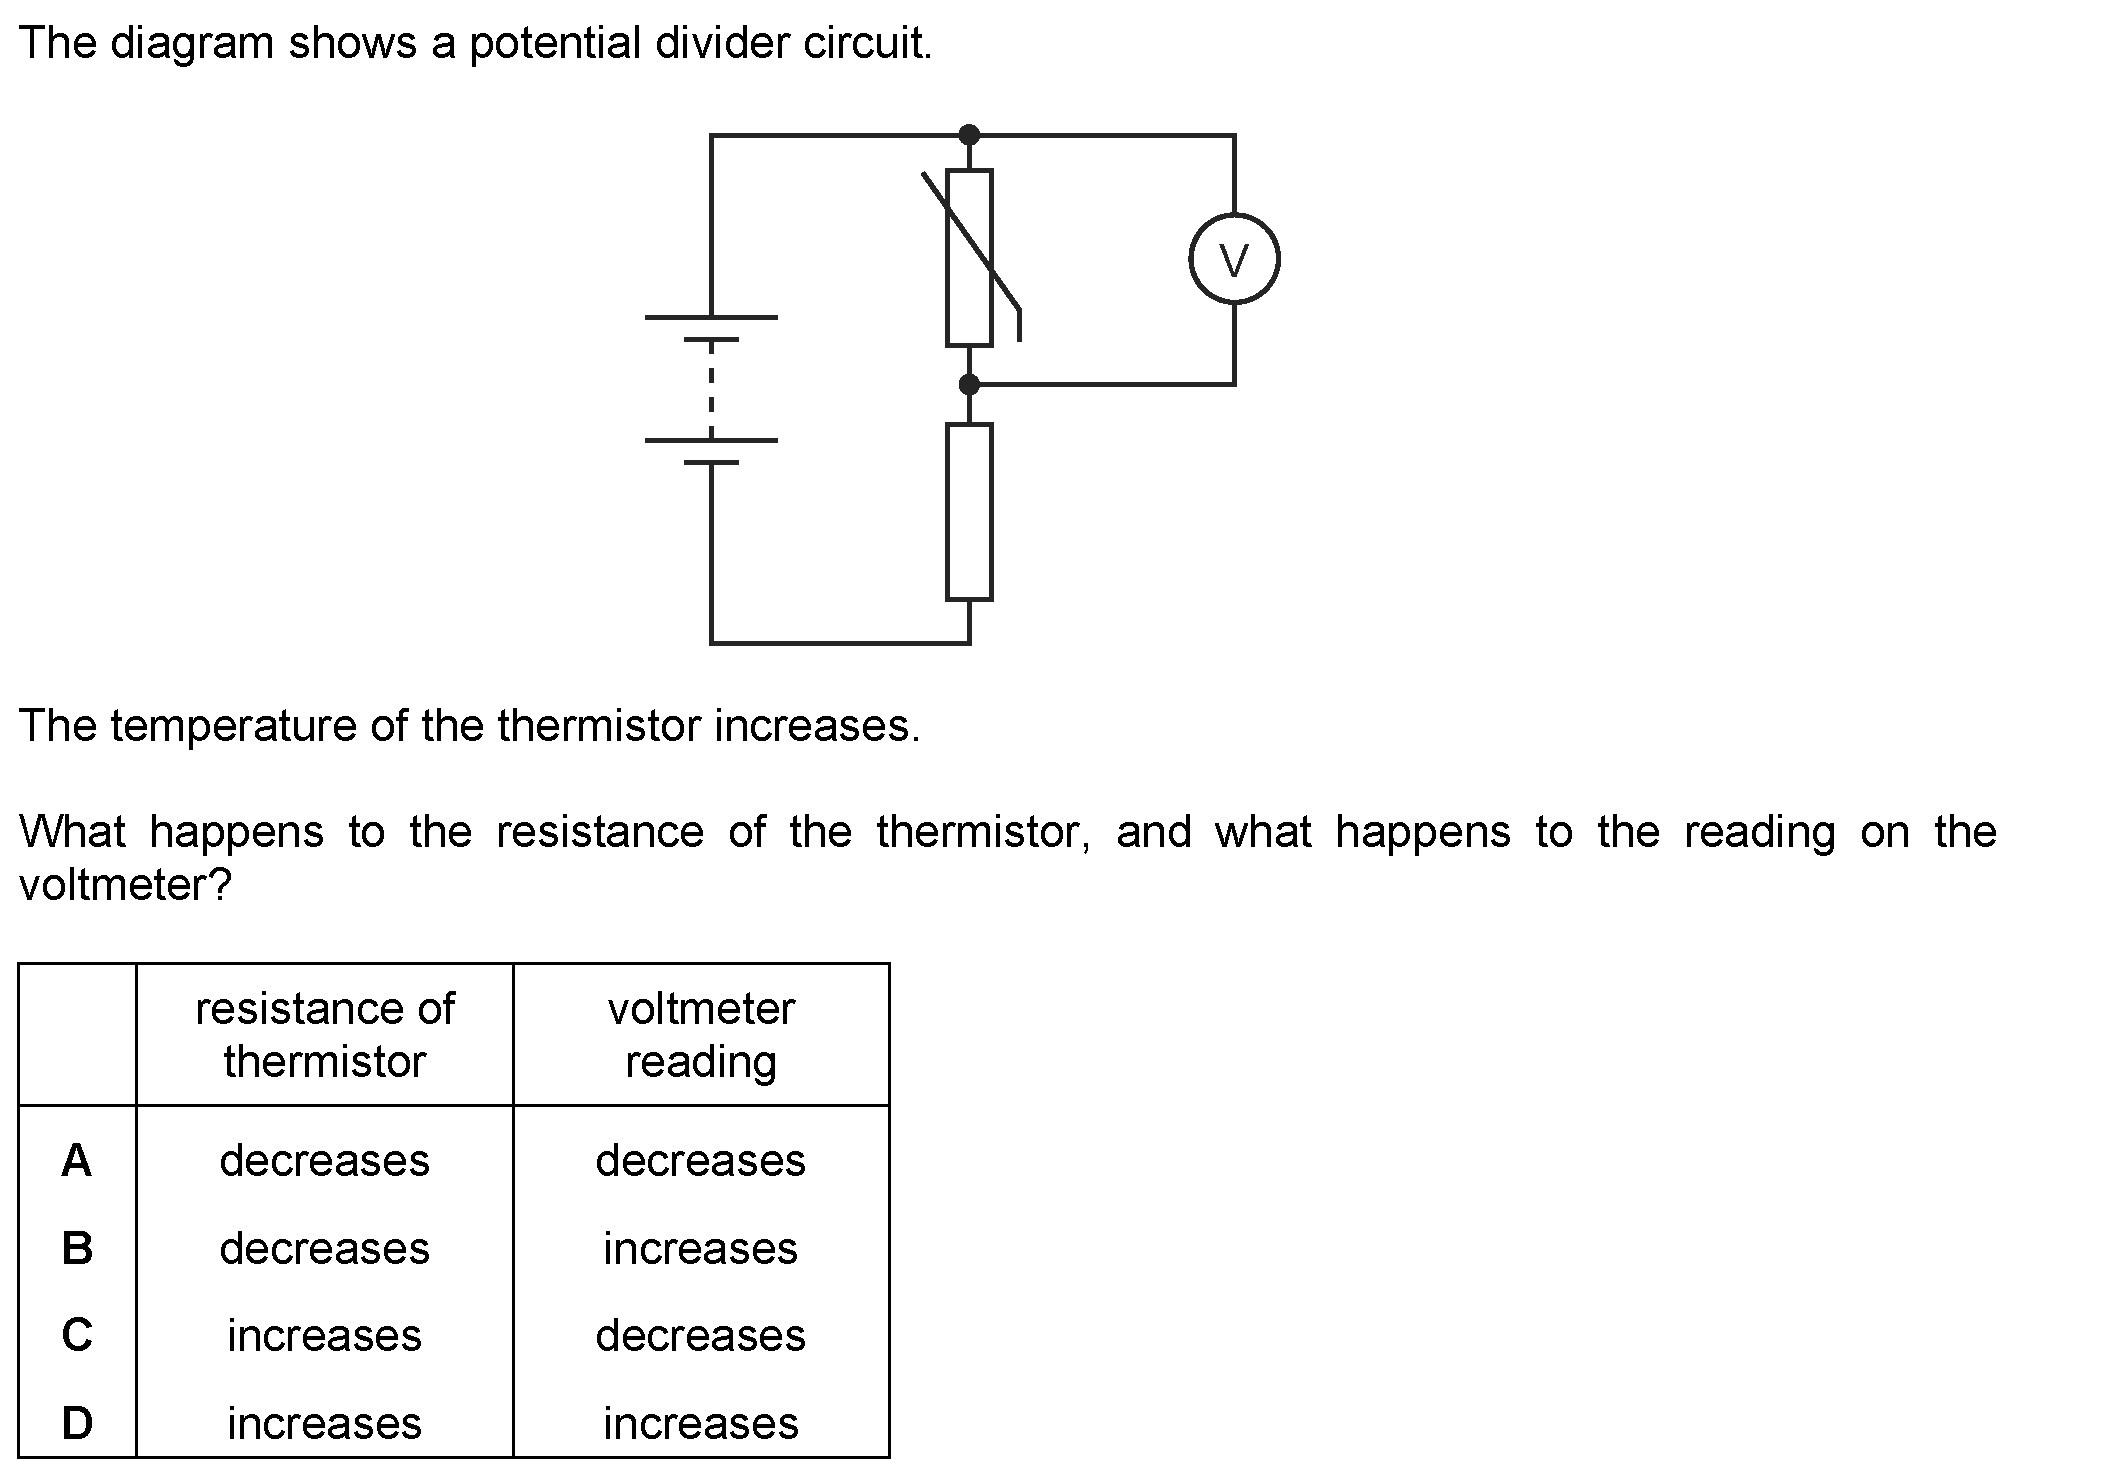 The diagram shows a potential divider circuit.
V
The temperature of the thermistor increases.
What happens to the resistance of the thermistor, and what happens to the reading on the
voltmeter?
resistance of thermistor voltmeter reading
A decreases decreases
B decreases increases
C increases decreases
D increases increases